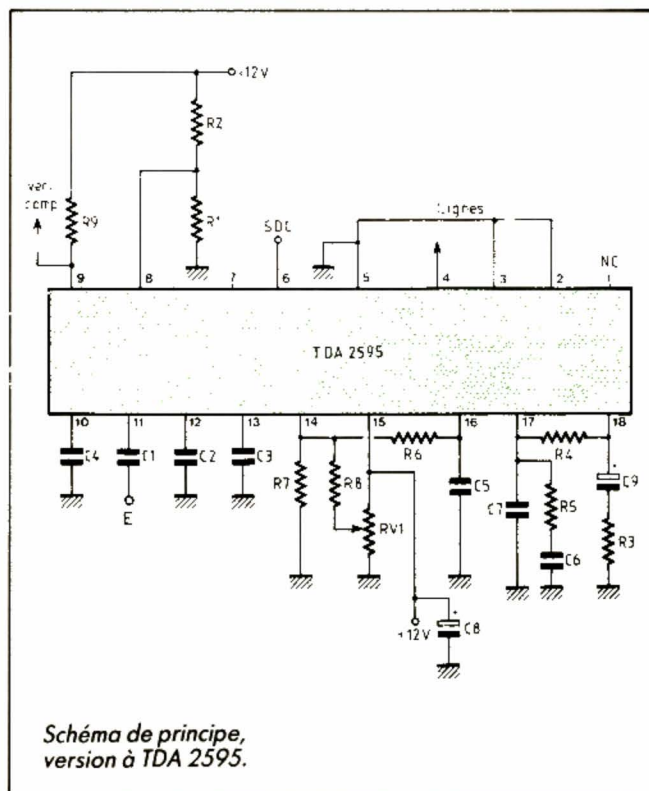 +12V
R2
ver. comp
R9
R1
SDC
Lignes
NC
9 8 7 6 5 4 3 2 1
TDA 2595
10 11 12 13 14 15 16 17 18
C4 C1 C2 C3
R6
R4
R7 R8
C5
C9
RV1
C7 R5
E
R3
C6
+12V
C8
Schéma de principe,
version à TDA 2595.